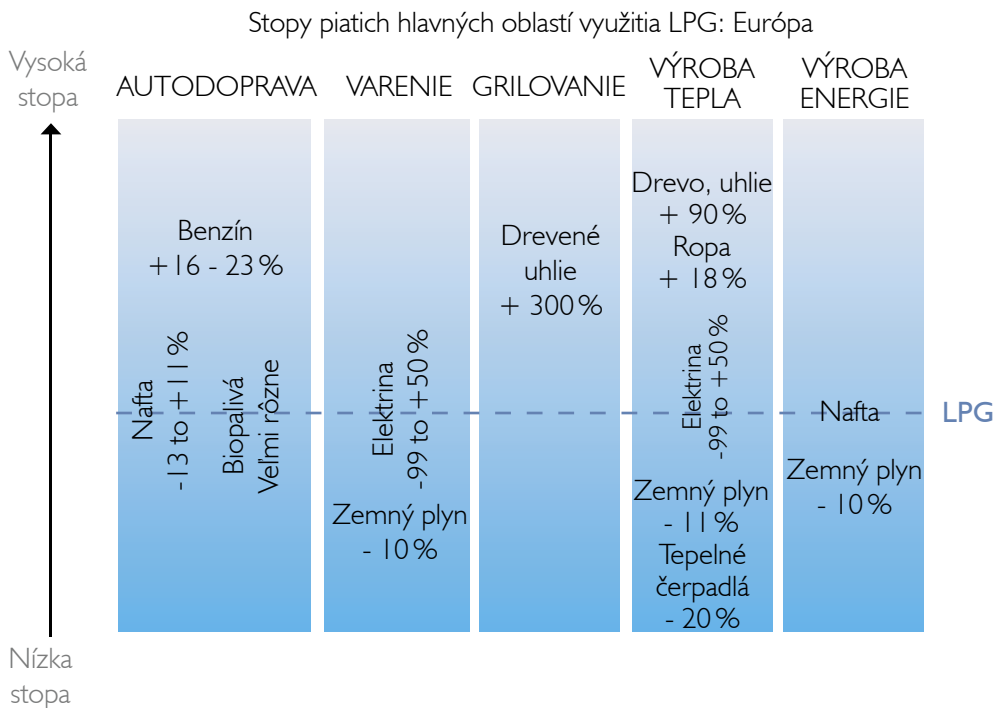 Stopy piatich hlavných oblastí využitia LPG: Európa
Vysoká
stopa
AUTODOPRAVA
VARENIE
GRILOVANIE
VÝROBA
TEPLA
VÝROBA
ENERGIE
Benzín
+16 - 23 %
Nafta
-13 to +11 %
Biopalivá
Veľmi rôzne
Elektrina
-99 to +50 %
Zemný plyn
- 10 %
Drevené
uhlie
+ 300 %
Drevo, uhlie
+ 90 %
Ropa
+ 18 %
Elektrina
-99 to +50 %
Zemný plyn
- 11 %
Tepelné
čerpadlá
- 20 %
Nafta
Zemný plyn
- 10 %
LPG
Nízka
stopa